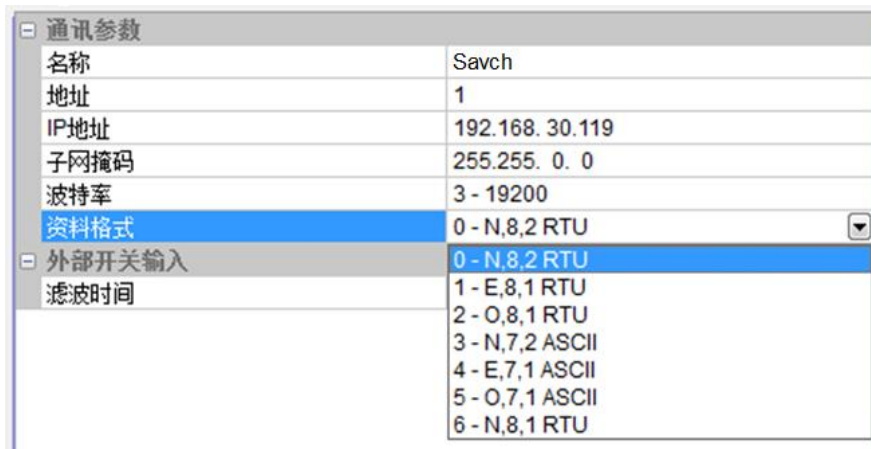 通讯参数
名称 Savch
地址 1
IP地址 192.168. 30.119
子网掩码 255.255. 0. 0
波特率 3 - 19200
资料格式 0 - N,8,2 RTU
外部开关输入 0 - N,8,2 RTU
滤波时间 1 - E,8,1 RTU
2 - O,8,1 RTU
3 - N,7,2 ASCII
4 - E,7,1 ASCII
5 - O,7,1 ASCII
6 - N,8,1 RTU